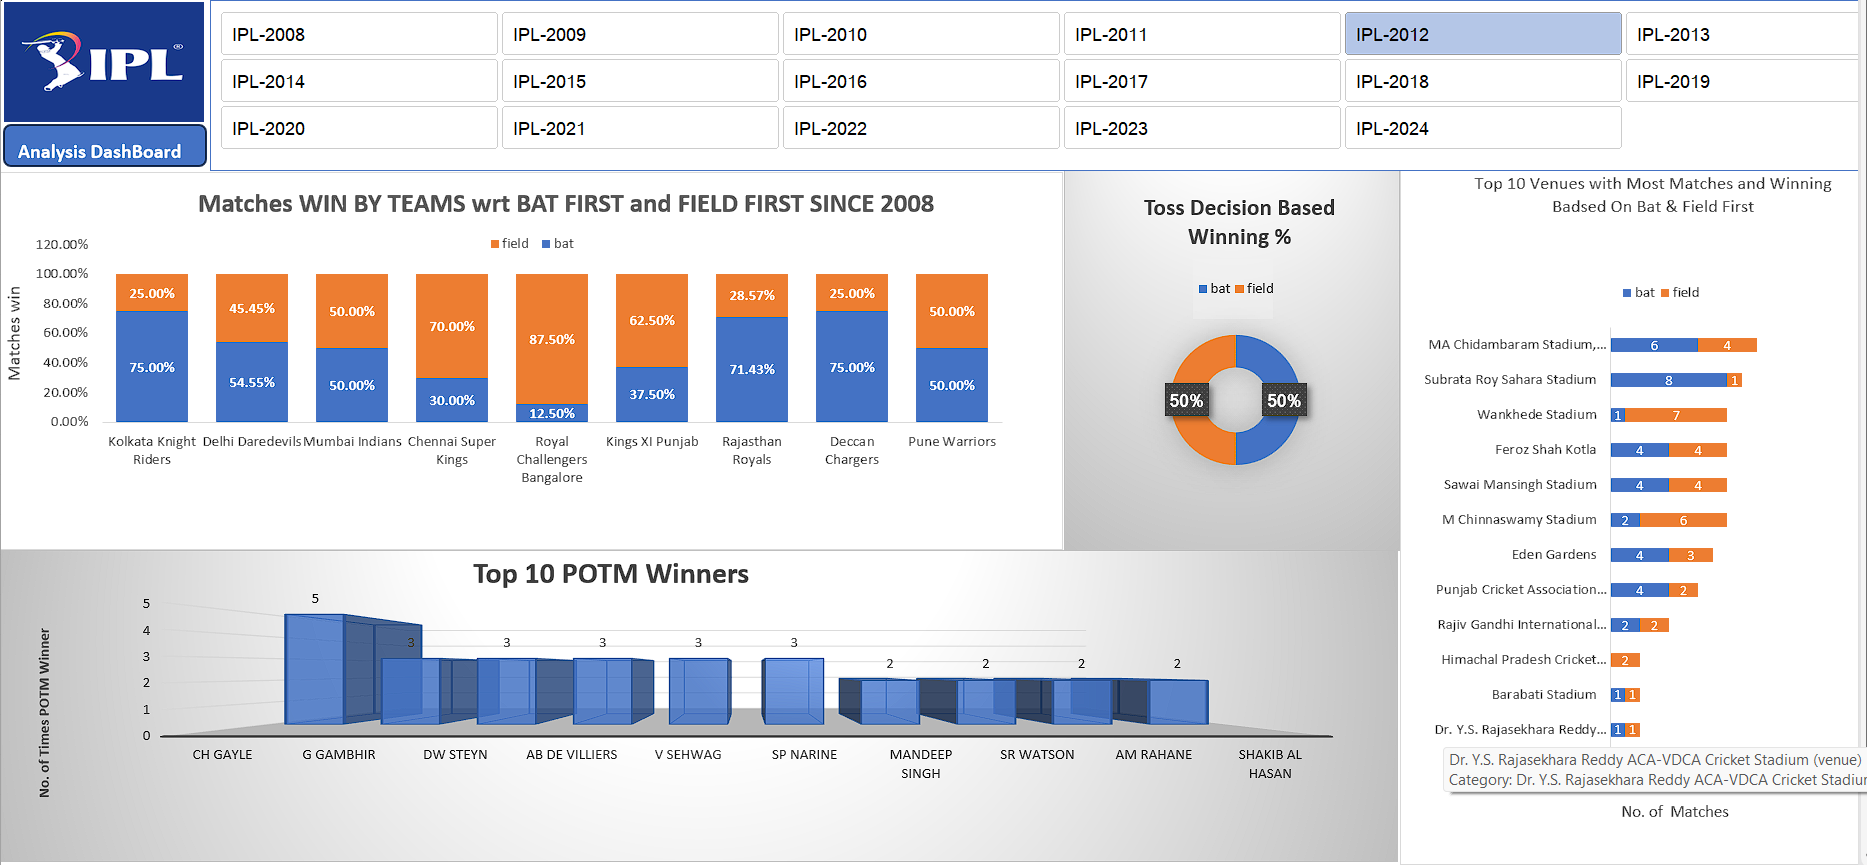 IPL®
Analysis DashBoard
IPL-2008
IPL-2009
IPL-2010
IPL-2011
IPL-2012
IPL-2013
IPL-2014
IPL-2015
IPL-2016
IPL-2017
IPL-2018
IPL-2019
IPL-2020
IPL-2021
IPL-2022
IPL-2023
IPL-2024
Matches WIN BY TEAMS wrt BAT FIRST and FIELD FIRST SINCE 2008
field bat
Matches win
120.00%
100.00%
80.00%
60.00%
40.00%
20.00%
0.00%
25.00%
45.45%
50.00%
70.00%
87.50%
62.50%
28.57%
25.00%
50.00%
75.00%
54.55%
50.00%
30.00%
12.50%
37.50%
71.43%
75.00%
50.00%
Kolkata Knight
Riders
Delhi Daredevils
Mumbai Indians
Chennai Super
Kings
Royal
Challengers
Bangalore
Kings XI Punjab
Rajasthan
Royals
Deccan
Chargers
Pune Warriors
Toss Decision Based
Winning %
bat field
50%
50%
Top 10 Venues with Most Matches and Winning
Badsed On Bat & Field First
bat field
MA Chidambaram Stadium,... 6 4
Subrata Roy Sahara Stadium 8 1
Wankhede Stadium 1 7
Feroz Shah Kotla 4 4
Sawai Mansingh Stadium 4 4
M Chinnaswamy Stadium 2 6
Eden Gardens 4 3
Punjab Cricket Association... 4 2
Rajiv Gandhi International... 2 2
Himachal Pradesh Cricket... 2
Barabati Stadium 1 1
Dr. Y.S. Rajasekhara Reddy... 1 1
Dr. Y.S. Rajasekhara Reddy ACA-VDCA Cricket Stadium (venue)
Category: Dr. Y.S. Rajasekhara Reddy ACA-VDCA Cricket Stadiu
No. of Matches
Top 10 POTM Winners
No. of Times POTM Winner
5
4
3
2
1
0
5
3
3
3
3
3
2
2
2
2
CH GAYLE
G GAMBHIR
DW STEYN
AB DE VILLIERS
V SEHWAG
SP NARINE
MANDEEP
SINGH
SR WATSON
AM RAHANE
SHAKIB AL
HASAN